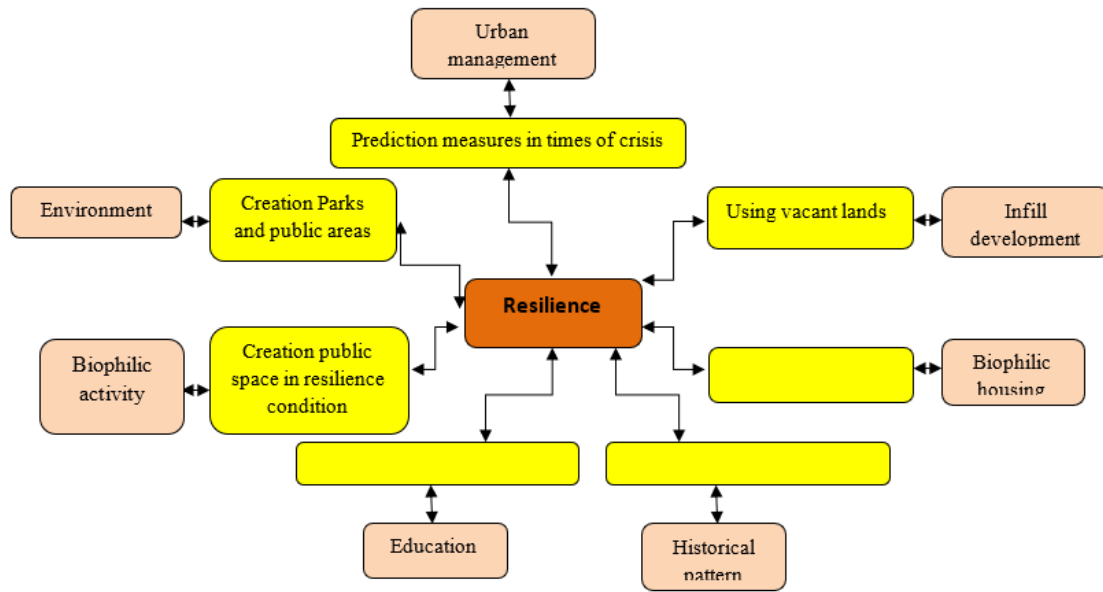 Urban
management
Prediction measures in times of crisis
Environment
Creation Parks
and public areas
Using vacant lands
Infill
development
Resilience
Biophilic
activity
Creation public
space in resilience
condition
Biophilic
housing
Education
Historical
pattern